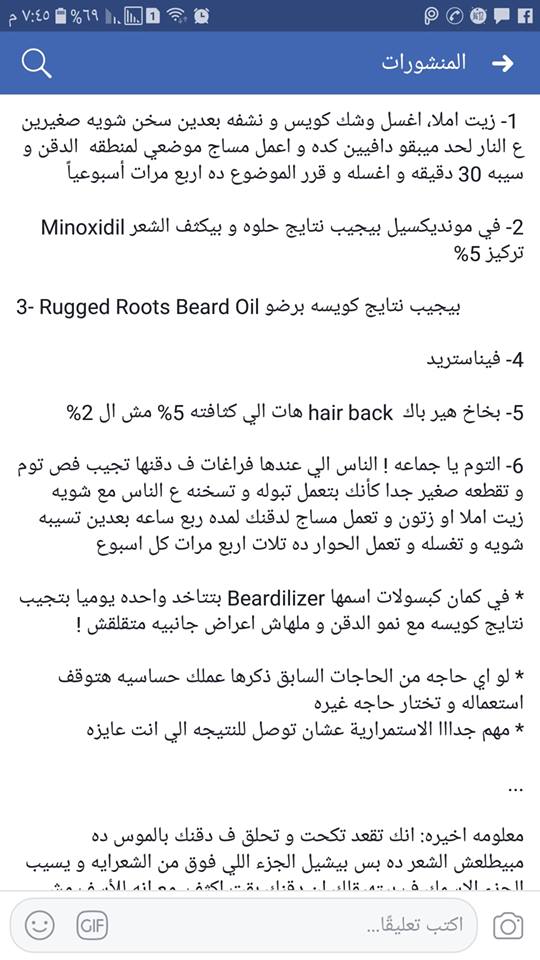 ٧:٤٥ م ٦٩% 1
المنشورات
1- زيت املا، اغسل وشك كويس و نشفه بعدين سخن شويه صغيرين
ع النار لحد ميبقو دافيين كده و اعمل مساج موضعي لمنطقه الدقن و
سيبه 30 دقيقه و اغسله و قرر الموضوع ده اربع مرات أسبوعياً
2- في مونديكسيل بيجيب نتايج حلوه و بيكثف الشعر Minoxidil
تركيز 5%
3- Rugged Roots Beard Oil بيجيب نتايج كويسه برضو
4- فيناستريد
5- بخاخ هير باك hair back هات الي كثافته 5% مش ال 2%
6- التوم يا جماعه ! الناس الي عندها فراغات ف دقنها تجيب فص توم
و تقطعه صغير جدا كأنك بتعمل تبوله و تسخنه ع الناس مع شويه
زيت املا او زتون و تعمل مساج لدقنك لمده ربع ساعه بعدين تسيبه
شويه و تغسله و تعمل الحوار ده تلات اربع مرات كل اسبوع
* في كمان كبسولات اسمها Beardilizer بتتاخد واحده يوميا بتجيب
نتايج كويسه مع نمو الدقن و ملهاش اعراض جانبيه متقلقش !
* لو اي حاجه من الحاجات السابق ذكرها عملك حساسيه هتوقف
استعماله و تختار حاجه غيره
* مهم جدااا الاستمرارية عشان توصل للنتيجه الي انت عايزه
...
معلومه اخيره: انك تقعد تكحت و تحلق ف دقنك بالموس ده
مبيطلعش الشعر ده بس بيشيل الجزء اللي فوق من الشعرايه و يسيب
اكتب تعليقًا...
GIF